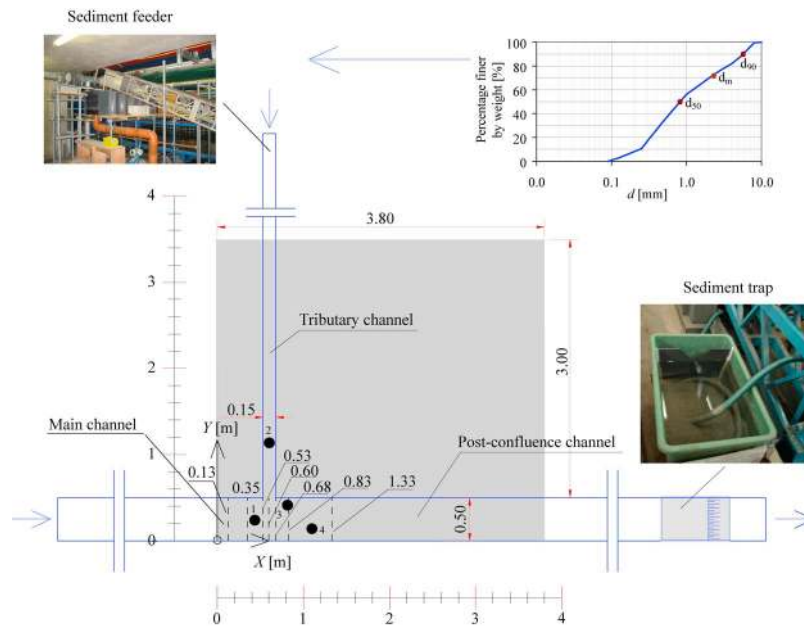 Sediment feeder
Percentage finer
by weight [%]
100
80
60
40
20
0
d90
dm
d50
0.0
0.1
1.0
10.0
d [mm]
4
3
2
1
0
3.80
Sediment trap
Tributary channel
3.00
0.15
Main channel
Y [m]
2
Post-confluence channel
0.13
0.53
0.35
0.60
0.68
0.83
1.33
1
3
4
0.50
X [m]
0
1
2
3
4